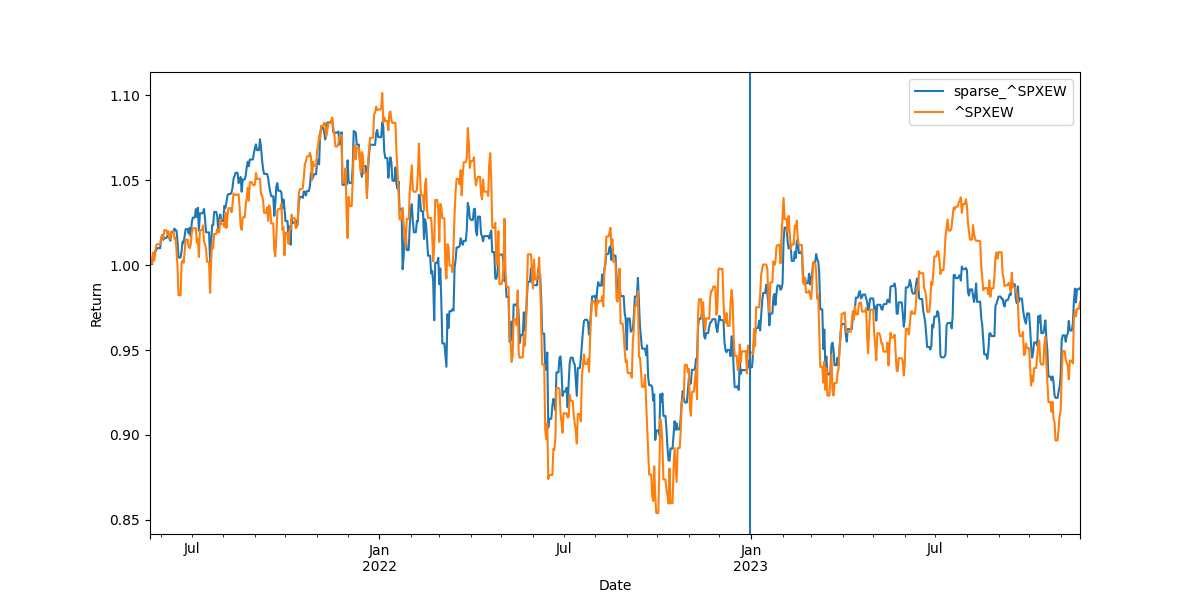 sparse_^SPXEW
^SPXEW
1.10
1.05
1.00
0.95
0.90
0.85
Return
Jul
Jan
2022
Jul
Jan
2023
Jul
Date